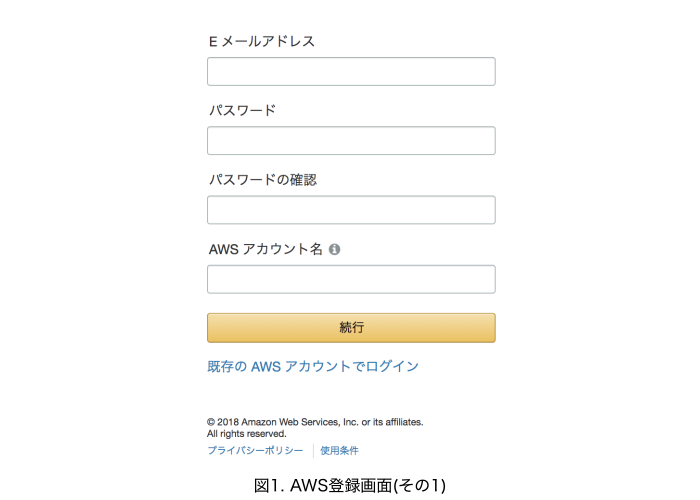 E メールアドレス
パスワード
パスワードの確認
AWS アカウント名
続行
既存の AWS アカウントでログイン
© 2018 Amazon Web Services, Inc. or its affiliates.
All rights reserved.
プライバシーポリシー | 使用条件
図1. AWS登録画面(その1)